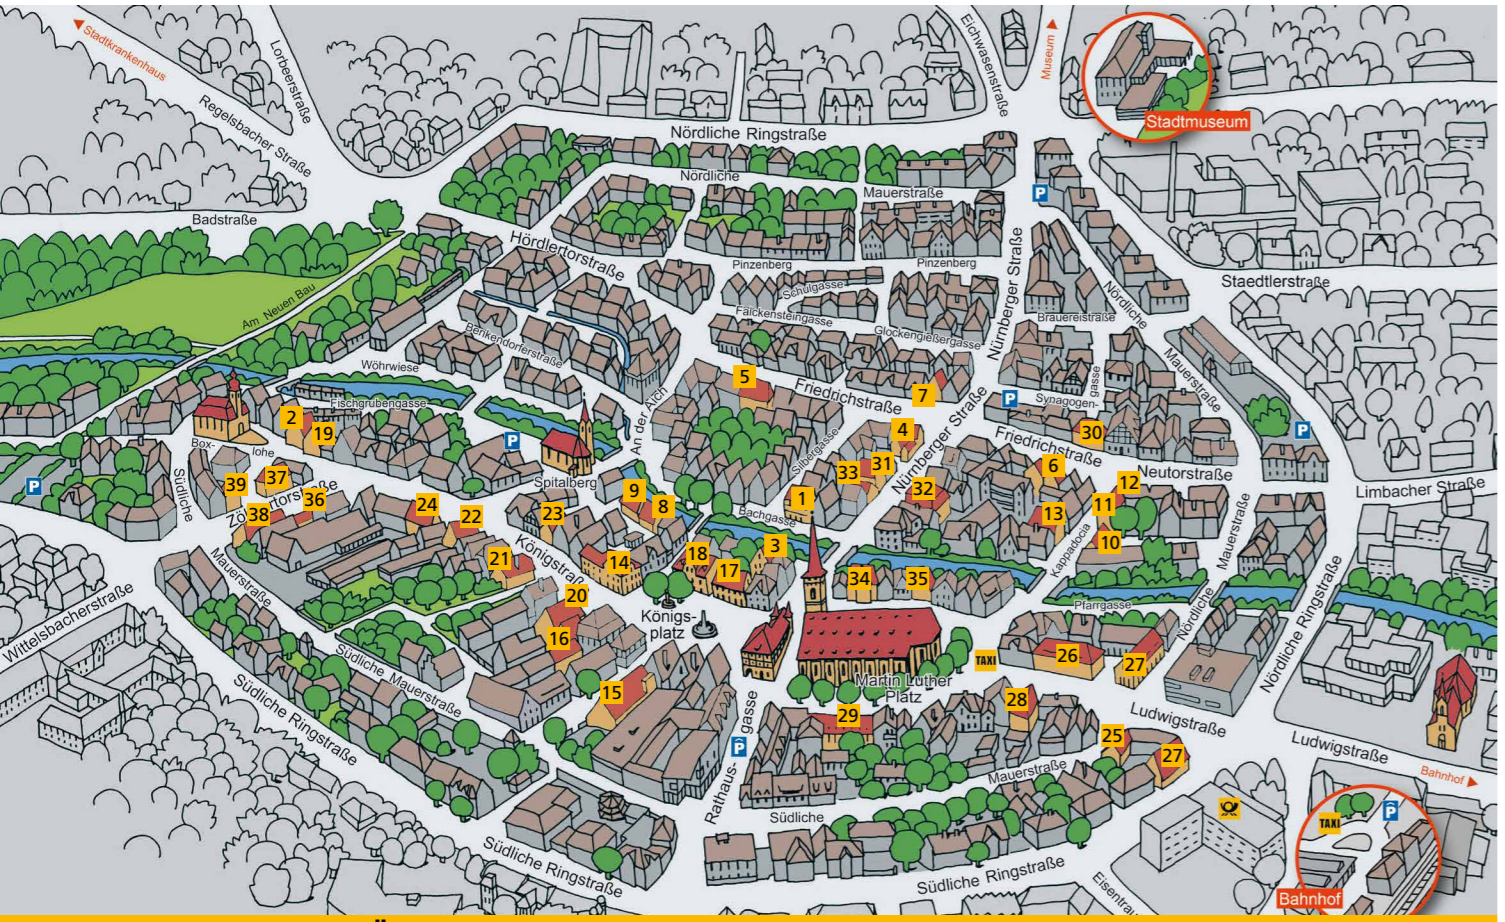 Stadtkrankenhaus
Lorbeerstraße
Eichwasenstraße
Museum
Stadtmuseum
Regelsbacher Straße
Nördliche Ringstraße
Nördliche
Mauerstraße
P
Badstraße
Hördlertorstraße
Pinzenberg
Pinzenberg
Schulgasse
Nürnberger Straße
Staedtlerstraße
Am Neuen Bau
Falckensteingasse
Nördliche
Brauereistraße
Glockengießergasse
Benkendorferstraße
Wöhrwiese
Mauerstraße
5
Friedrichstraße
7
P
Synagogen-
gasse
Fischgrubengasse
An der Aich
2
19
P
Silbergasse
4
Nürnberger Straße
Friedrichstraße
30
P
Box-
lohe
Neutorstraße
33
31
6
Spitalberg
P
Südliche
39
37
36
Zöllnertorstraße
38
24
22
23
9
8
1
32
12
11
13
10
Limbacher Straße
Bachgasse
Königstraße
21
14
18
17
3
34
35
Kappadocia
Mauerstraße
Mauerstraße
Wittelsbacherstraße
20
16
Königs-
platz
Pfarrgasse
Nördliche
Nördliche Ringstraße
TAXI
26
27
Südliche Mauerstraße
15
Martin Luther
Platz
Südliche Ringstraße
28
29
Ludwigstraße
25
27
Ludwigstraße
Bahnhof
Rathaus-
gasse
P
Mauerstraße
Südliche
TAXI
P
Südliche Ringstraße
Südliche Ringstraße
Bahnhof